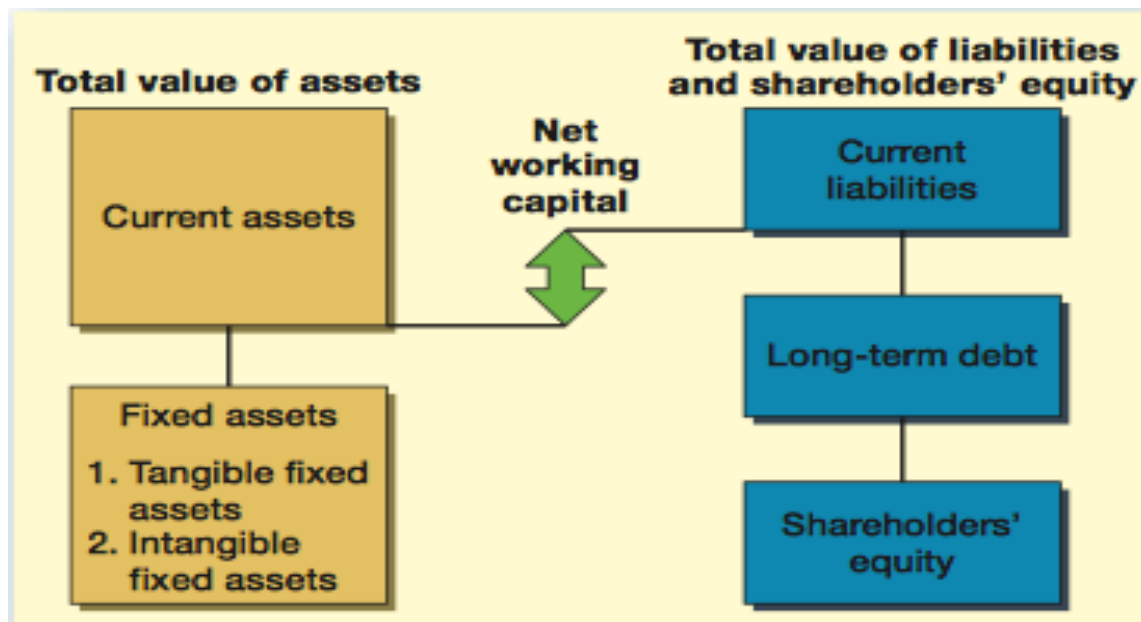 Total value of assets
Current assets
Fixed assets
1. Tangible fixed
assets
2. Intangible
fixed assets
Net
working
capital
Total value of liabilities
and shareholders' equity
Current
liabilities
Long-term debt
Shareholders'
equity